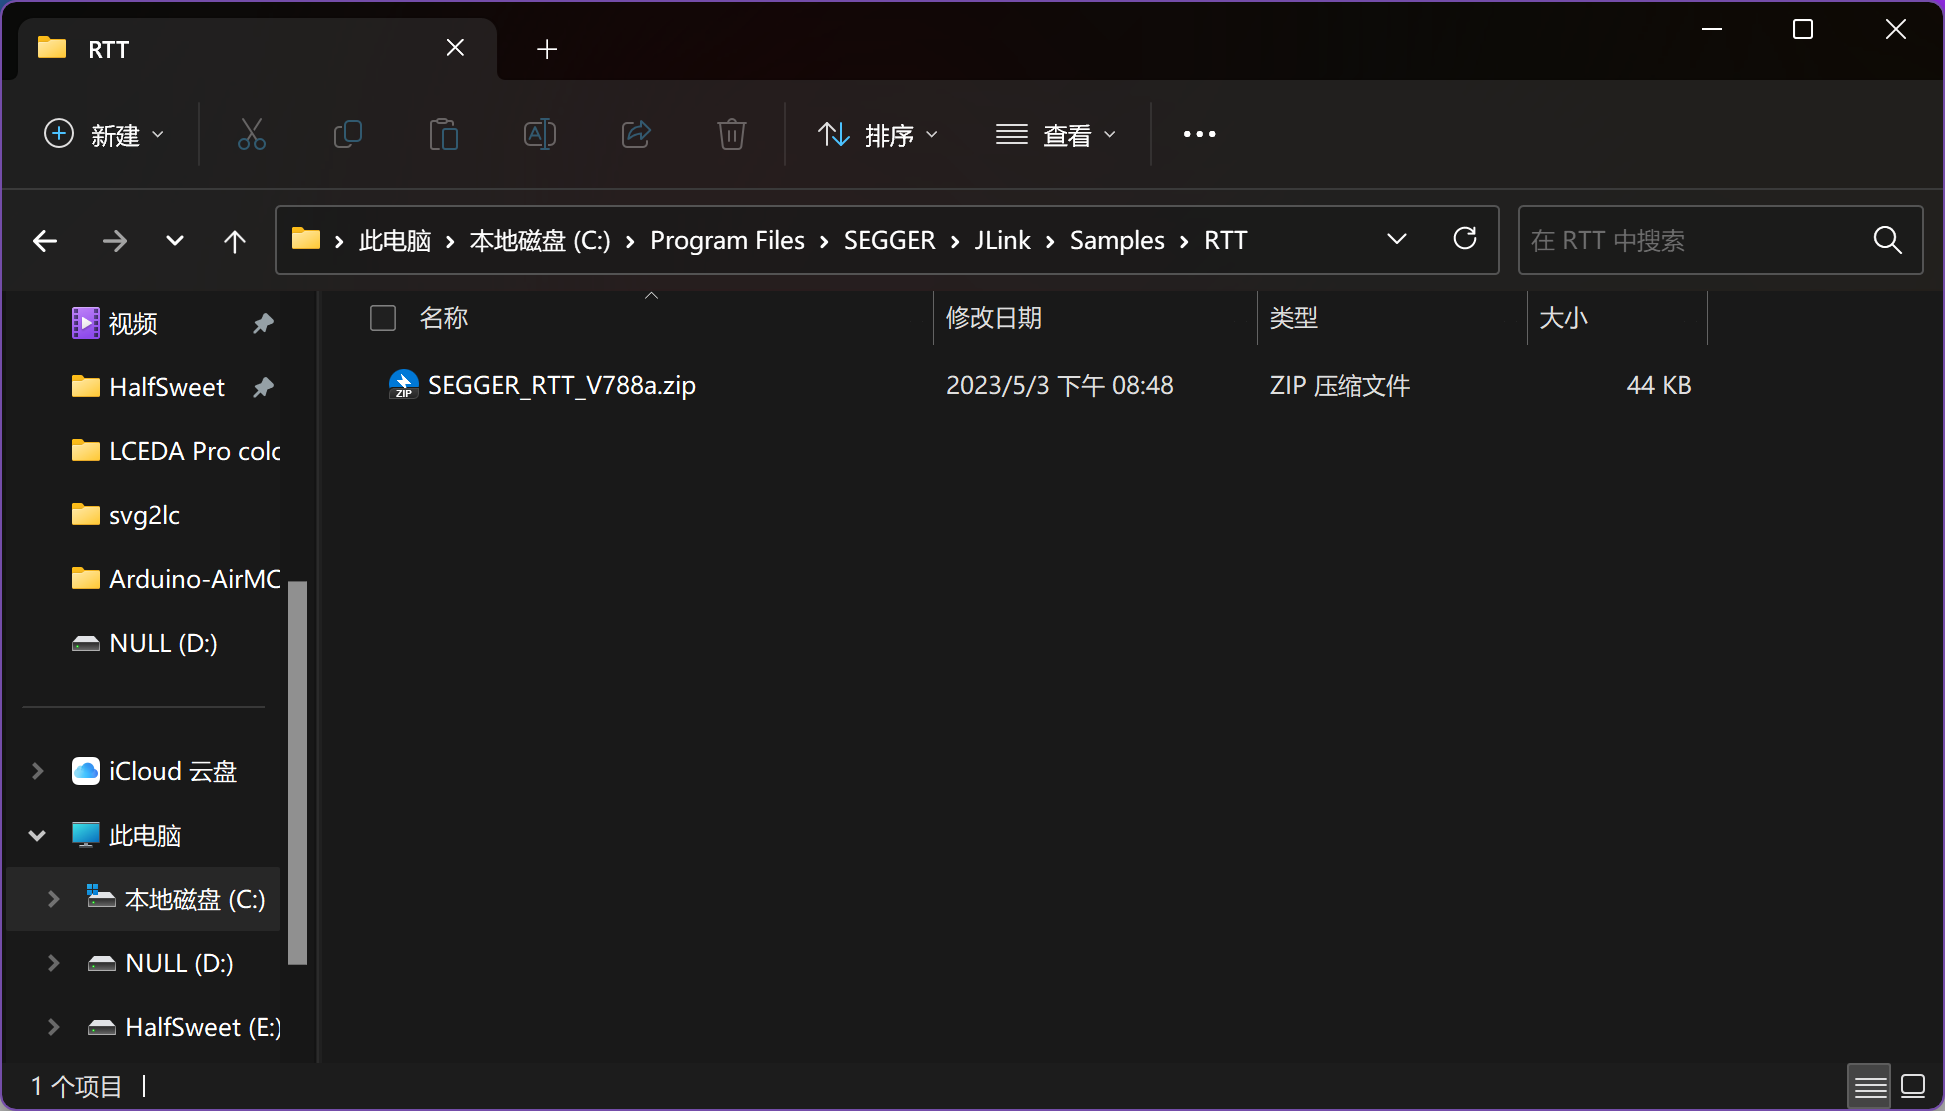 RTT
新建
排序
查看
此电脑 本地磁盘 (C:) Program Files SEGGER JLink Samples RTT
在 RTT 中搜索
名称 修改日期 类型 大小
SEGGER_RTT_V788a.zip 2023/5/3 下午 08:48 ZIP 压缩文件 44 KB
视频
HalfSweet
LCEDA Pro colo
svg2lc
Arduino-AirMC
NULL (D:)
iCloud 云盘
此电脑
本地磁盘 (C:)
NULL (D:)
HalfSweet (E:)
1 个项目